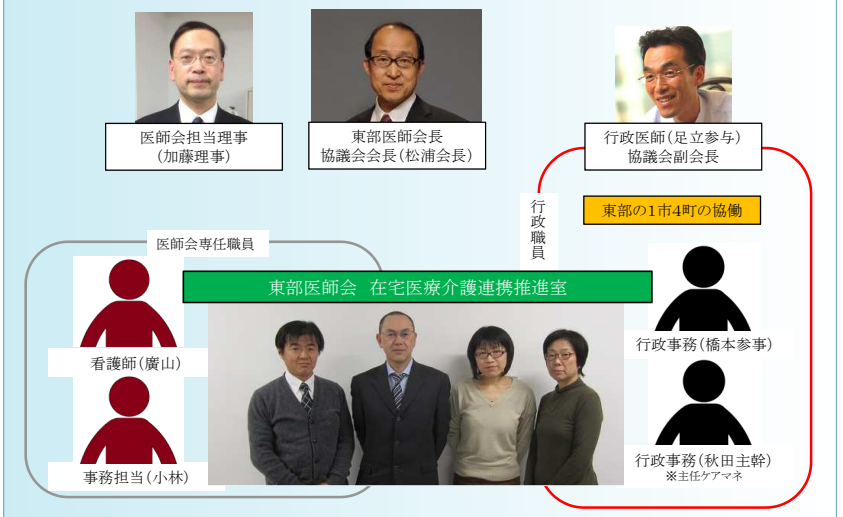 医師会担当理事
(加藤理事)
東部医師会長
協議会会長(松浦会長)
行政医師(足立参与)
協議会副会長
行政職員
東部の1市4町の協働
医師会専任職員
東部医師会 在宅医療介護連携推進室
看護師(廣山)
行政事務(橋本参事)
事務担当(小林)
行政事務(秋田主幹)
※主任ケアマネ